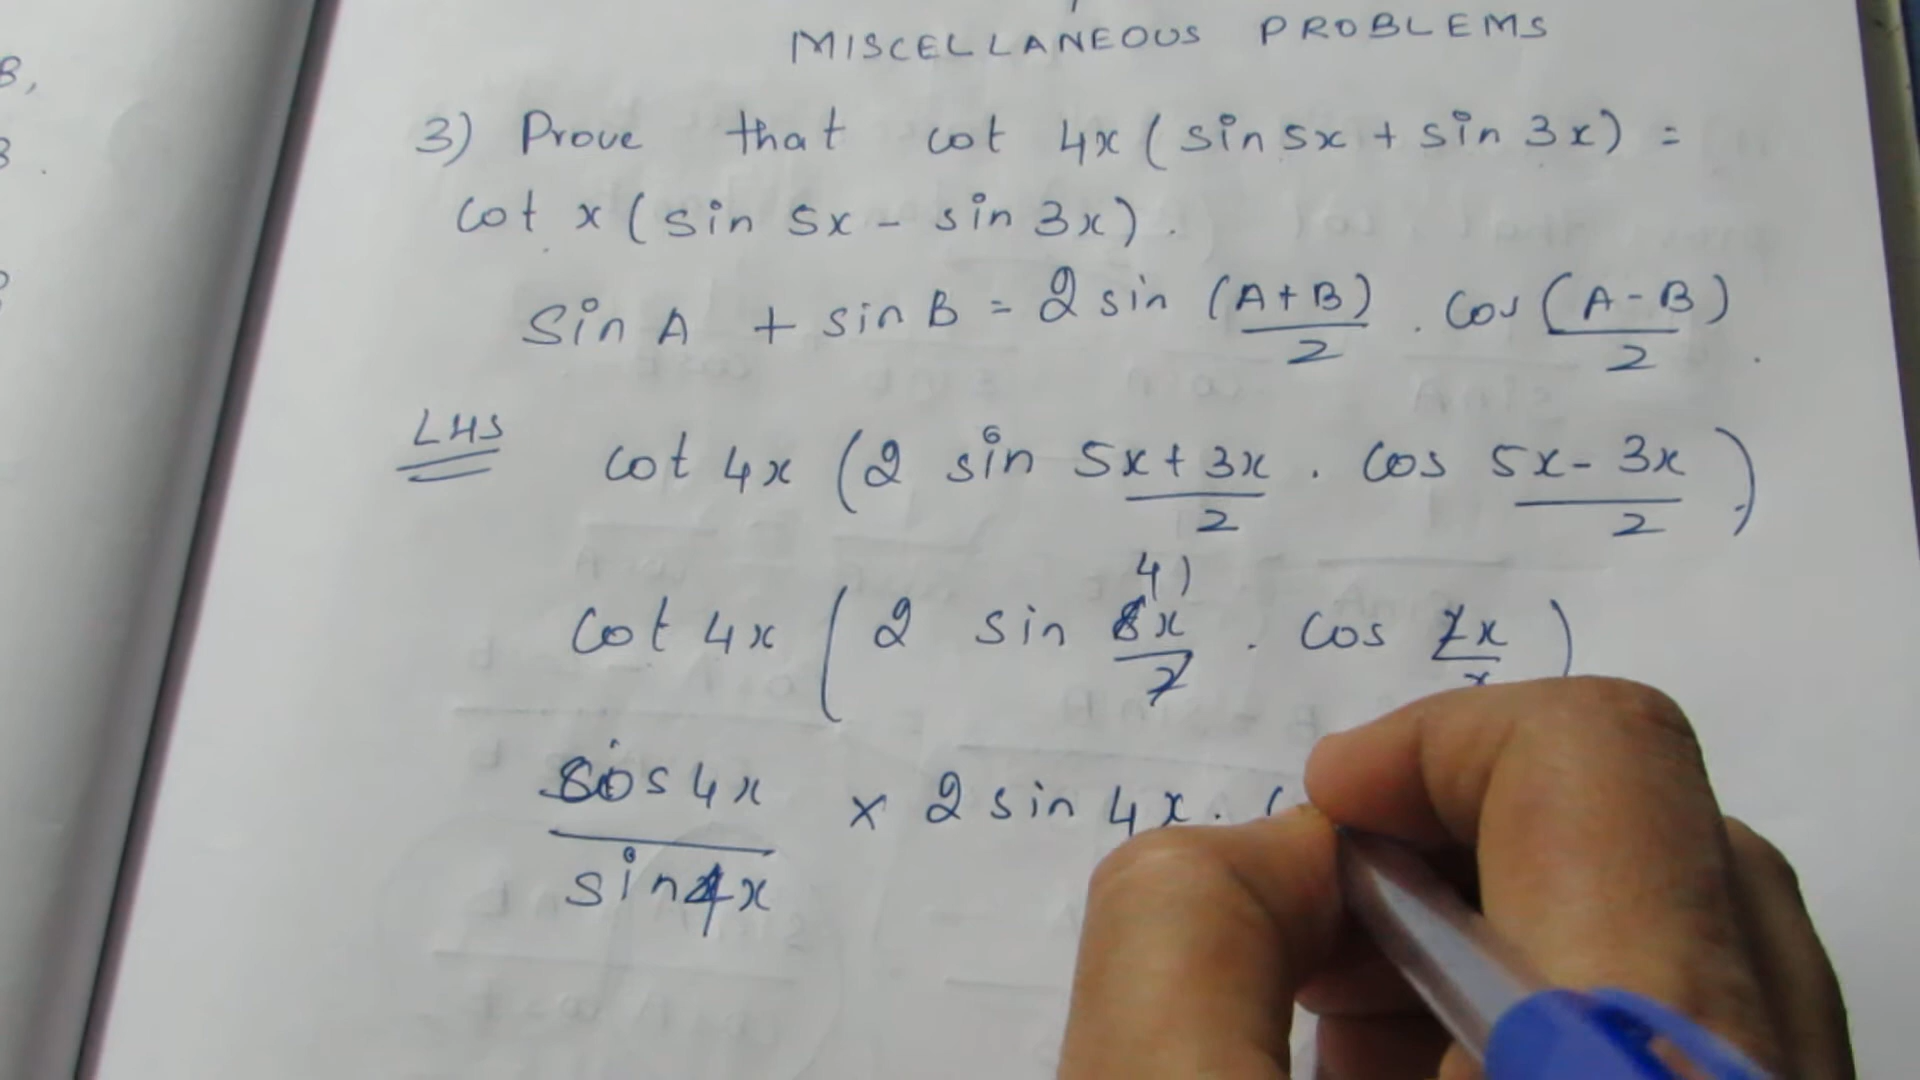 B,
3.
MISCELLANEOUS PROBLEMS
3) Prove that cot 4x (sin 5x + sin 3x) =
cot x (sin 5x - sin 3x).
Sin A + sin B = 2 sin (A+B)/2 . cos (A-B)/2 .
LHS cot 4x (2 sin 5x+3x/2 . cos 5x-3x/2)
cot 4x (2 sin 8x/2 4) . cos 2x/2)
cos 4x/sin 4x × 2 sin 4x . (